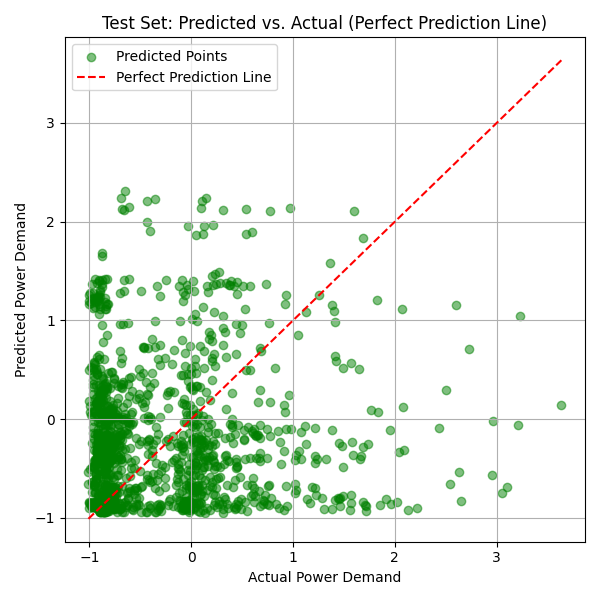 Test Set: Predicted vs. Actual (Perfect Prediction Line)
Predicted Points
Perfect Prediction Line
Predicted Power Demand
3
2
1
0
−1
−1
0
1
2
3
Actual Power Demand